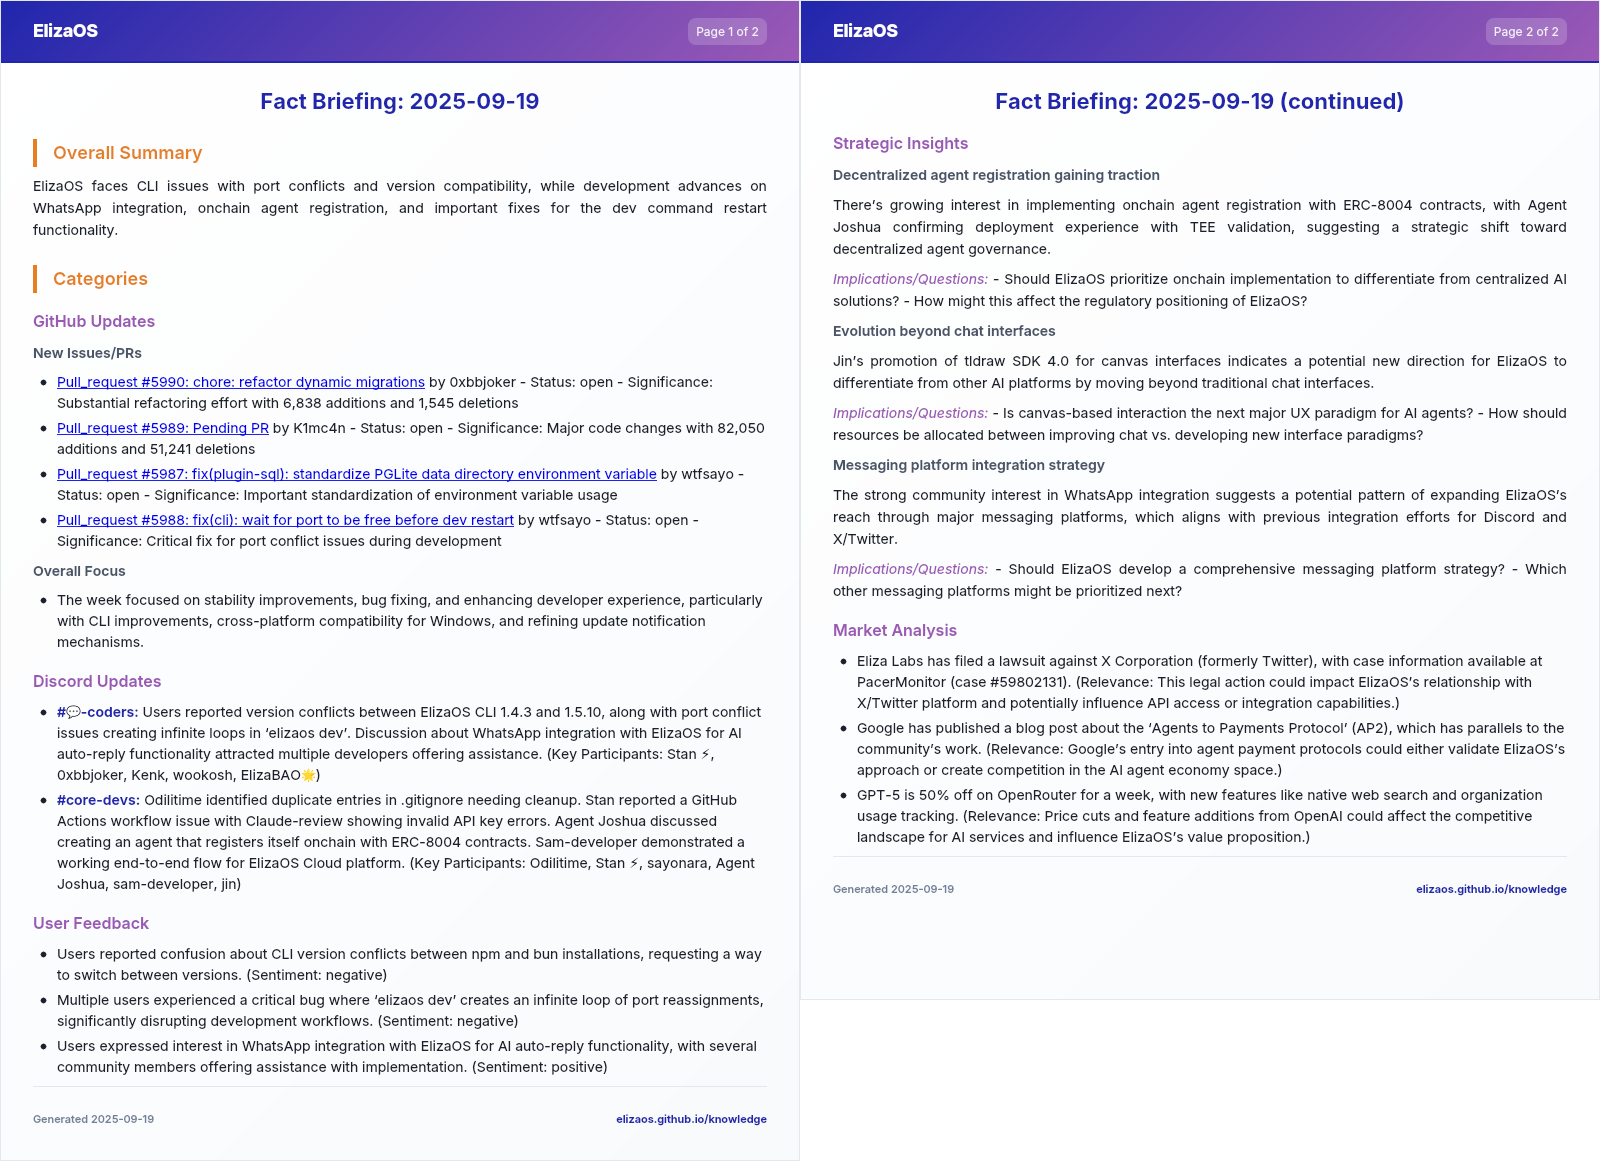 ElizaOS
Page 1 of 2
Fact Briefing: 2025-09-19
Overall Summary
ElizaOS faces CLI issues with port conflicts and version compatibility, while development advances on
WhatsApp integration, onchain agent registration, and important fixes for the dev command restart
functionality.
Categories
GitHub Updates
New Issues/PRs
• Pull_request #5990: chore: refactor dynamic migrations by 0xbbjoker - Status: open - Significance:
Substantial refactoring effort with 6,838 additions and 1,545 deletions
• Pull_request #5989: Pending PR by K1mc4n - Status: open - Significance: Major code changes with 82,050
additions and 51,241 deletions
• Pull_request #5987: fix(plugin-sql): standardize PGLite data directory environment variable by wtfsayo -
Status: open - Significance: Important standardization of environment variable usage
• Pull_request #5988: fix(cli): wait for port to be free before dev restart by wtfsayo - Status: open -
Significance: Critical fix for port conflict issues during development
Overall Focus
• The week focused on stability improvements, bug fixing, and enhancing developer experience, particularly
with CLI improvements, cross-platform compatibility for Windows, and refining update notification
mechanisms.
Discord Updates
• #💬-coders: Users reported version conflicts between ElizaOS CLI 1.4.3 and 1.5.10, along with port conflict
issues creating infinite loops in ‘elizaos dev’. Discussion about WhatsApp integration with ElizaOS for AI
auto-reply functionality attracted multiple developers offering assistance. (Key Participants: Stan ⚡,
0xbbjoker, Kenk, wookosh, ElizaBAO🌟)
• #core-devs: Odilitime identified duplicate entries in .gitignore needing cleanup. Stan reported a GitHub
Actions workflow issue with Claude-review showing invalid API key errors. Agent Joshua discussed
creating an agent that registers itself onchain with ERC-8004 contracts. Sam-developer demonstrated a
working end-to-end flow for ElizaOS Cloud platform. (Key Participants: Odilitime, Stan ⚡, sayonara, Agent
Joshua, sam-developer, jin)
User Feedback
• Users reported confusion about CLI version conflicts between npm and bun installations, requesting a way
to switch between versions. (Sentiment: negative)
• Multiple users experienced a critical bug where ‘elizaos dev’ creates an infinite loop of port reassignments,
significantly disrupting development workflows. (Sentiment: negative)
• Users expressed interest in WhatsApp integration with ElizaOS for AI auto-reply functionality, with several
community members offering assistance with implementation. (Sentiment: positive)
Generated 2025-09-19
elizaos.github.io/knowledge
ElizaOS
Page 2 of 2
Fact Briefing: 2025-09-19 (continued)
Strategic Insights
Decentralized agent registration gaining traction
There’s growing interest in implementing onchain agent registration with ERC-8004 contracts, with Agent
Joshua confirming deployment experience with TEE validation, suggesting a strategic shift toward
decentralized agent governance.
Implications/Questions: - Should ElizaOS prioritize onchain implementation to differentiate from centralized AI
solutions? - How might this affect the regulatory positioning of ElizaOS?
Evolution beyond chat interfaces
Jin’s promotion of tldraw SDK 4.0 for canvas interfaces indicates a potential new direction for ElizaOS to
differentiate from other AI platforms by moving beyond traditional chat interfaces.
Implications/Questions: - Is canvas-based interaction the next major UX paradigm for AI agents? - How should
resources be allocated between improving chat vs. developing new interface paradigms?
Messaging platform integration strategy
The strong community interest in WhatsApp integration suggests a potential pattern of expanding ElizaOS’s
reach through major messaging platforms, which aligns with previous integration efforts for Discord and
X/Twitter.
Implications/Questions: - Should ElizaOS develop a comprehensive messaging platform strategy? - Which
other messaging platforms might be prioritized next?
Market Analysis
• Eliza Labs has filed a lawsuit against X Corporation (formerly Twitter), with case information available at
PacerMonitor (case #59802131). (Relevance: This legal action could impact ElizaOS’s relationship with
X/Twitter platform and potentially influence API access or integration capabilities.)
• Google has published a blog post about the ‘Agents to Payments Protocol’ (AP2), which has parallels to the
community’s work. (Relevance: Google’s entry into agent payment protocols could either validate ElizaOS’s
approach or create competition in the AI agent economy space.)
• GPT-5 is 50% off on OpenRouter for a week, with new features like native web search and organization
usage tracking. (Relevance: Price cuts and feature additions from OpenAI could affect the competitive
landscape for AI services and influence ElizaOS’s value proposition.)
Generated 2025-09-19
elizaos.github.io/knowledge